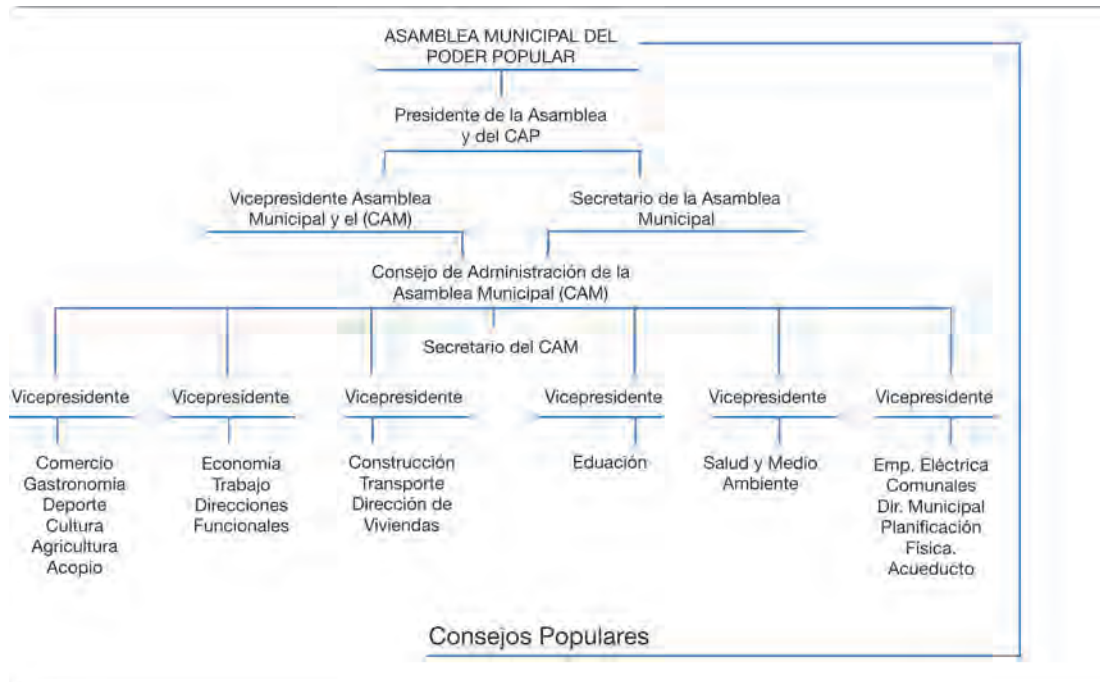 ASAMBLEA MUNICIPAL DEL
PODER POPULAR
Presidente de la Asamblea
y del CAP
Vicepresidente Asamblea
Municipal y el (CAM)
Secretario de la Asamblea
Municipal
Consejo de Administración de la
Asamblea Municipal (CAM)
Secretario del CAM
Vicepresidente
Comercio
Gastronomía
Deporte
Cultura
Agricultura
Acopio
Vicepresidente
Economía
Trabajo
Direcciones
Funcionales
Vicepresidente
Construcción
Transporte
Dirección de
Viviendas
Vicepresidente
Eduación
Vicepresidente
Salud y Medio
Ambiente
Vicepresidente
Emp. Eléctrica
Comunales
Dir. Municipal
Planificación
Física.
Acueducto
Consejos Populares